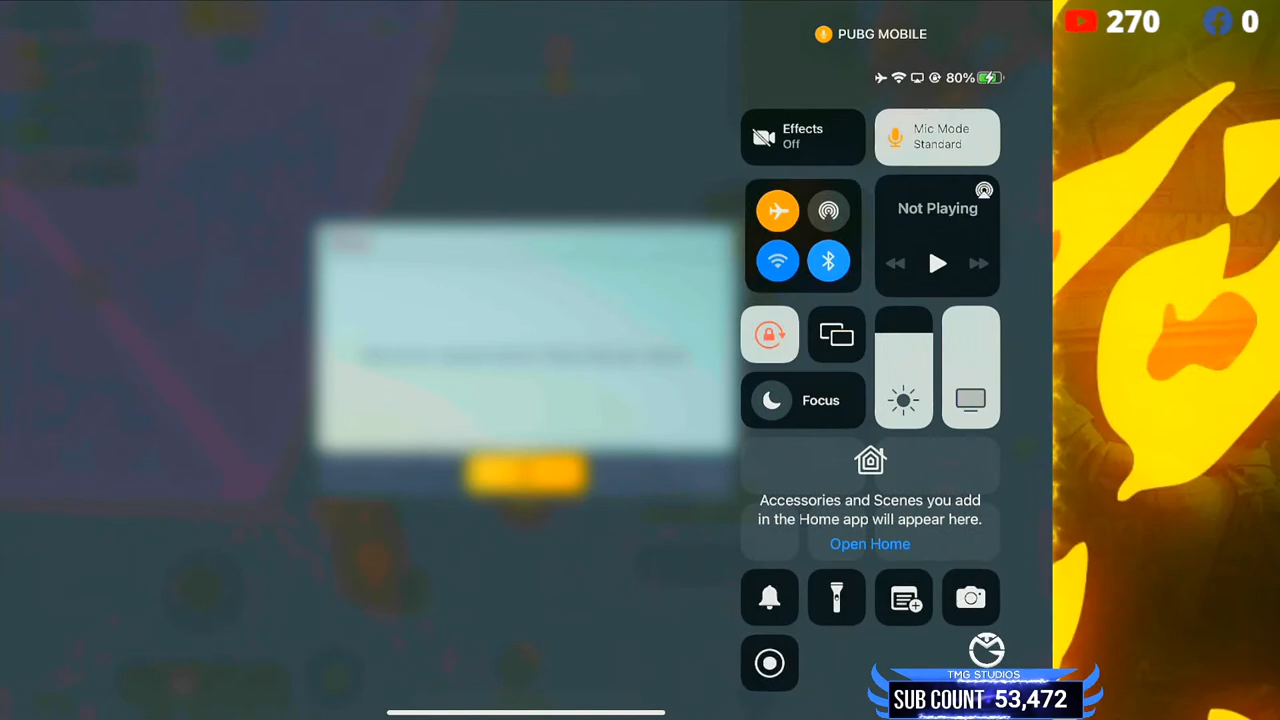 PUBG MOBILE
270
0
80%
Effects
Off
Mic Mode
Standard
Not Playing
Focus
Accessories and Scenes you add
in the Home app will appear here.
Open Home
TMG STUDIOS
SUB COUNT 53,472